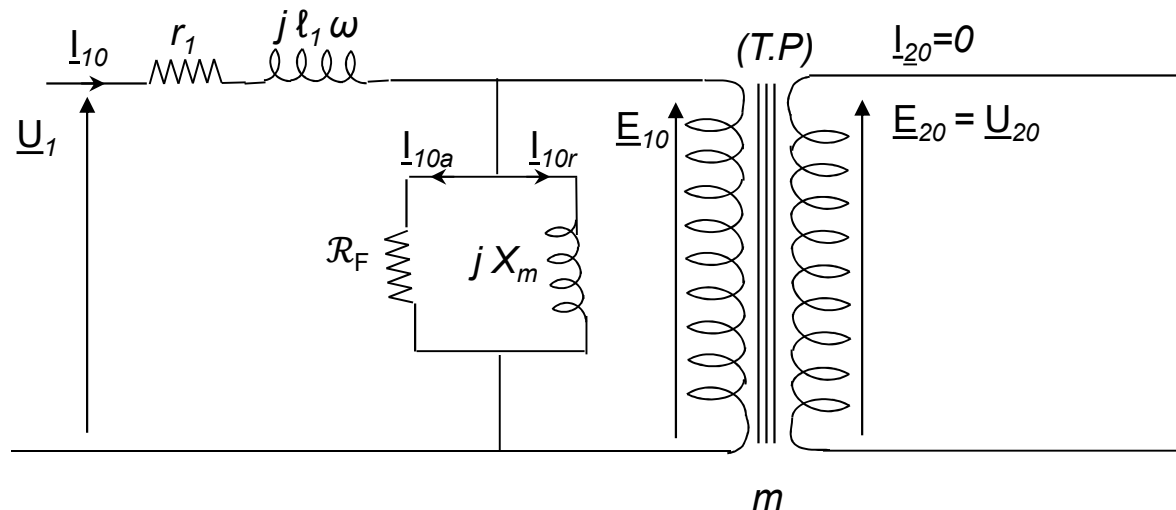 I10
r1
j ℓ1 ω
(T.P)
I20=0
U1
E10
E20 = U20
I10a
I10r
ℛF
j Xm
m